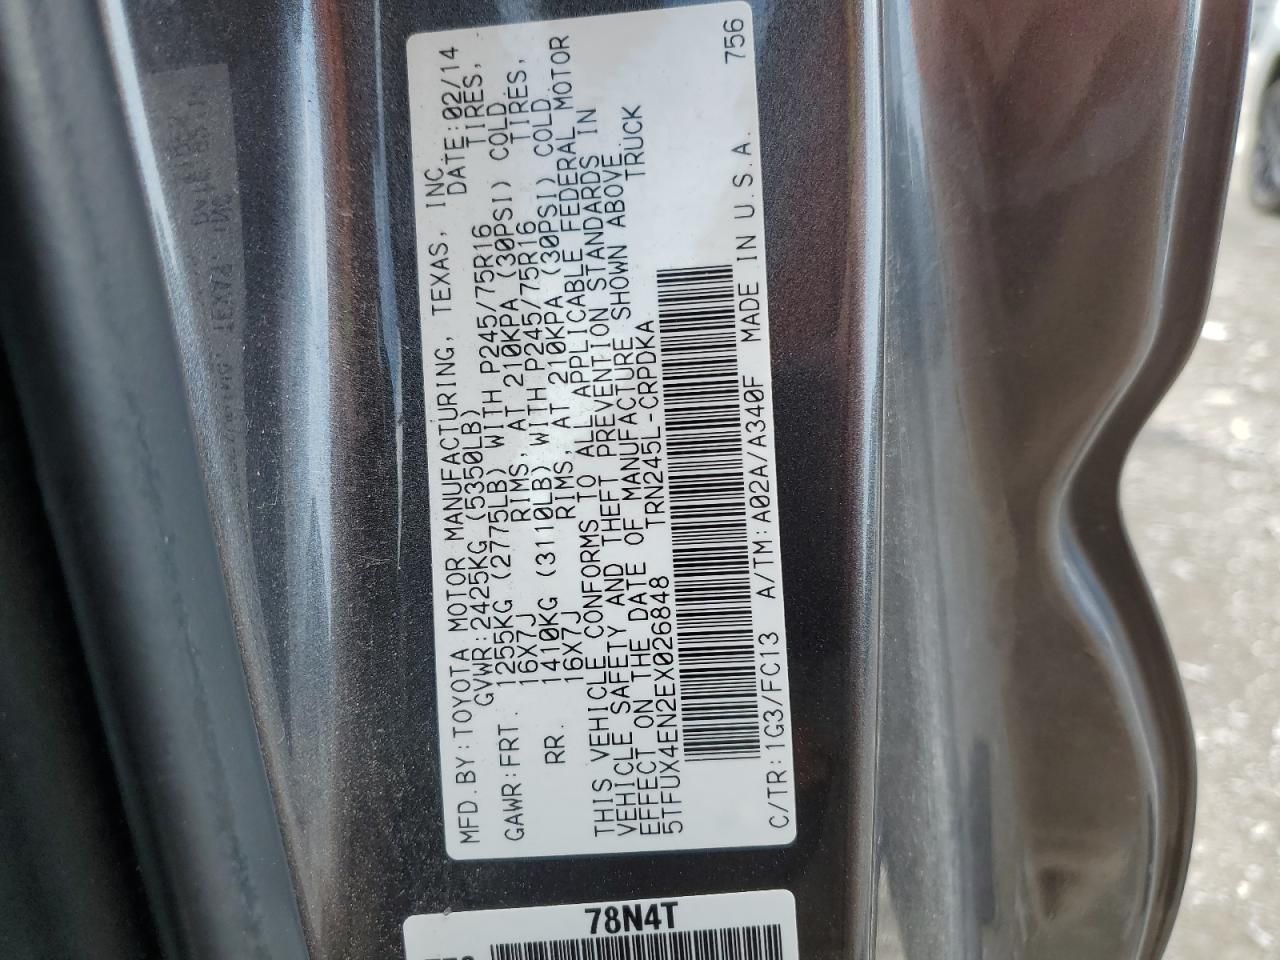 MFD.BY:TOYOTA MOTOR MANUFACTURING, TEXAS, INC
GVWR:2425KG (5350LB) DATE:02/14
GAWR:FRT. 1255KG (2775LB) WITH P245/75R16 TIRES,
16X7J RIMS, AT 210KPA (30PSI) COLD
RR. 1410KG (3110LB) WITH P245/75R16 TIRES,
16X7J RIMS, AT 210KPA (30PSI) COLD
THIS VEHICLE CONFORMS TO ALL APPLICABLE FEDERAL MOTOR
VEHICLE SAFETY AND THEFT PREVENTION STANDARDS IN
EFFECT ON THE DATE OF MANUFACTURE SHOWN ABOVE.
5TFUX4EN2EX026848 TRN245L-CRPDKA TRUCK
C/TR:1G3/FC13 A/TM:A02A/A340F MADE IN U.S.A. 756
78N4T